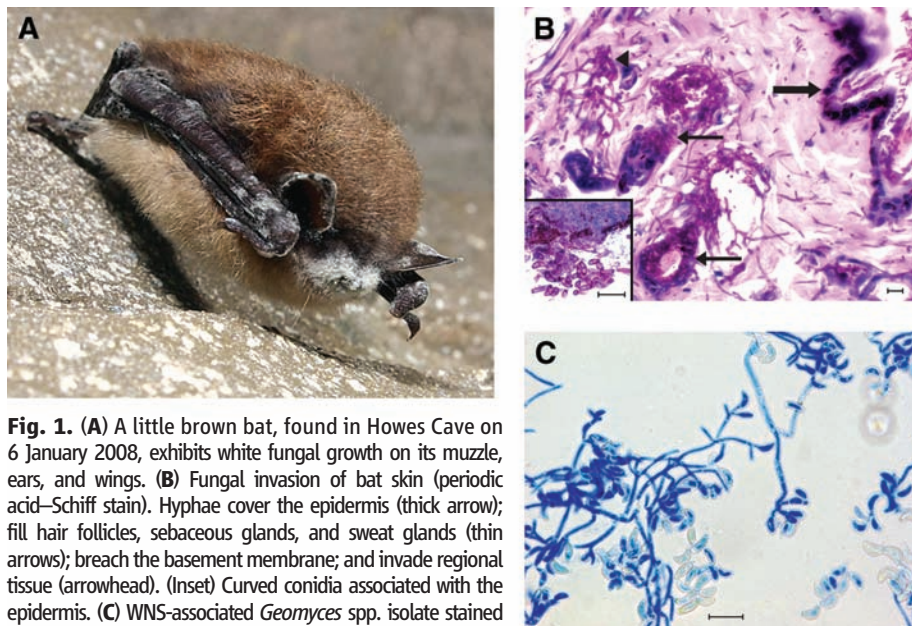 A
B
C
Fig. 1. (A) A little brown bat, found in Howes Cave on
6 January 2008, exhibits white fungal growth on its muzzle,
ears, and wings. (B) Fungal invasion of bat skin (periodic
acid–Schiff stain). Hyphae cover the epidermis (thick arrow);
fill hair follicles, sebaceous glands, and sweat glands (thin
arrows); breach the basement membrane; and invade regional
tissue (arrowhead). (Inset) Curved conidia associated with the
epidermis. (C) WNS-associated Geomyces spp. isolate stained